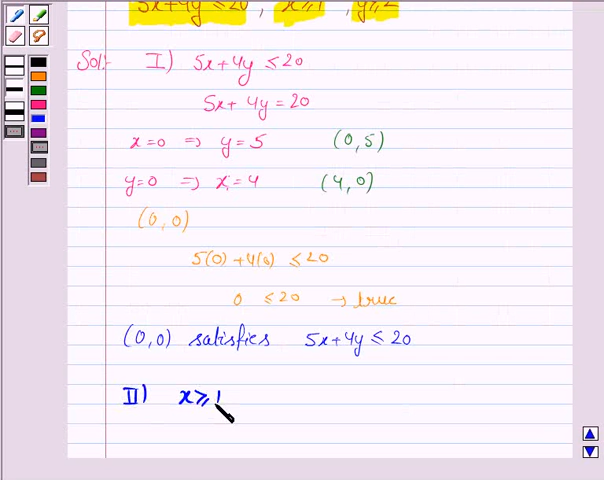 5x+4y ≤ 20, x ≥ 1, y ≥ 2
Sol:- I) 5x+4y ≤ 20
5x+4y = 20
x=0 ⇒ y=5 (0,5)
y=0 ⇒ x=4 (4,0)
(0,0)
5(0)+4(0) ≤ 20
0 ≤ 20 → true
(0,0) satisfies 5x+4y ≤ 20
II) x ≥ 1